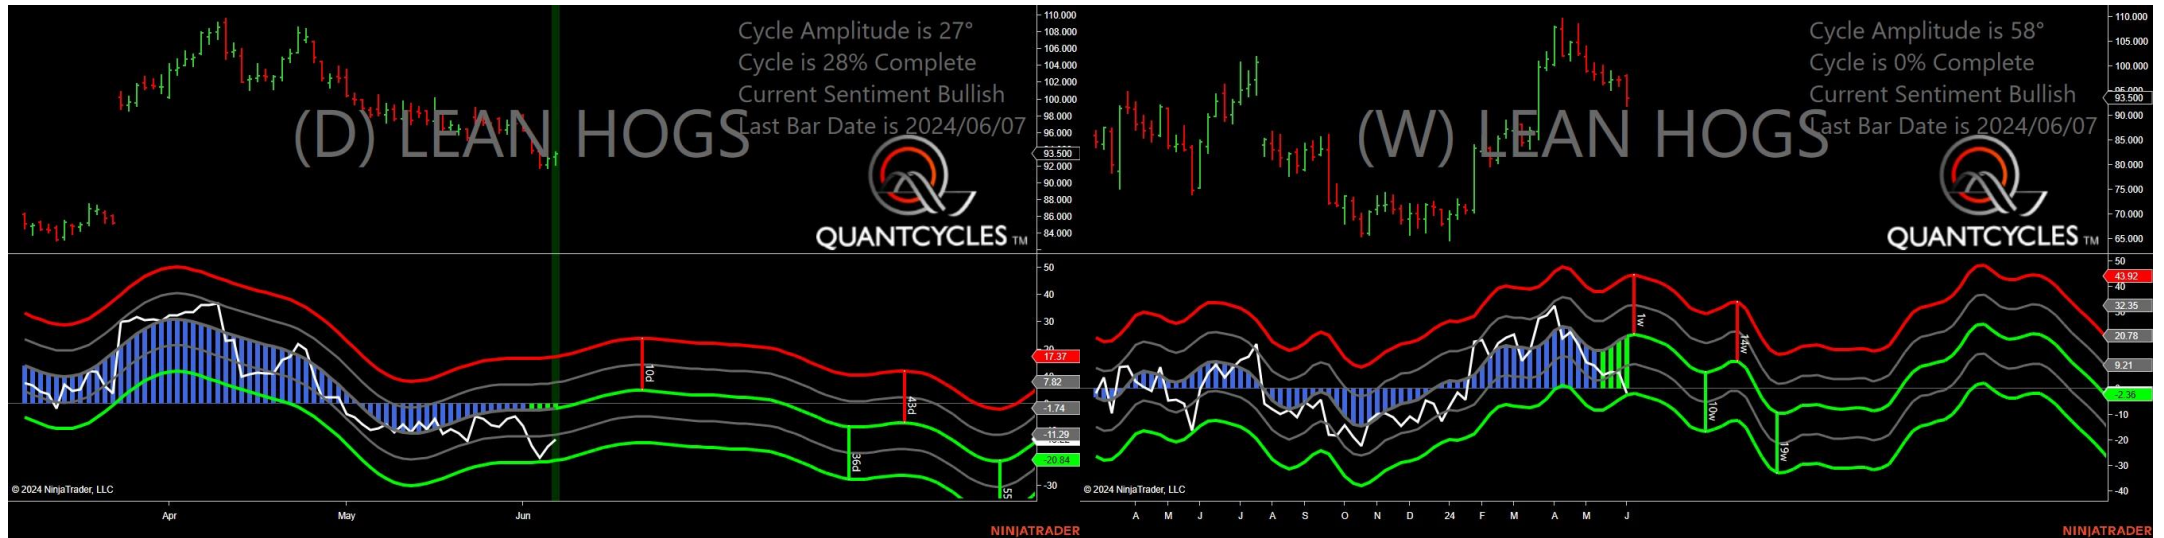 Cycle Amplitude is 27°
Cycle is 28% Complete
Current Sentiment Bullish
Last Bar Date is 2024/06/07
(D) LEAN HOGS
QUANTCYCLES TM
110.000
108.000
106.000
104.000
102.000
100.000
98.000
96.000
93.500
92.000
90.000
88.000
86.000
84.000
50
40
30
17.37
7.82
-1.74
-11.29
-20.84
-30
10d
43d
36d
55
© 2024 NinjaTrader, LLC
Apr
May
Jun
NINJATRADER
Cycle Amplitude is 58°
Cycle is 0% Complete
Current Sentiment Bullish
Last Bar Date is 2024/06/07
(W) LEAN HOGS
QUANTCYCLES TM
110.000
105.000
100.000
93.500
90.000
85.000
80.000
75.000
70.000
65.000
50
43.92
40
32.35
20.78
9.21
-2.36
-10
-20
-30
-40
1w
14w
10w
19w
© 2024 NinjaTrader, LLC
A M J J A S O N D 24 F M A M J
NINJATRADER